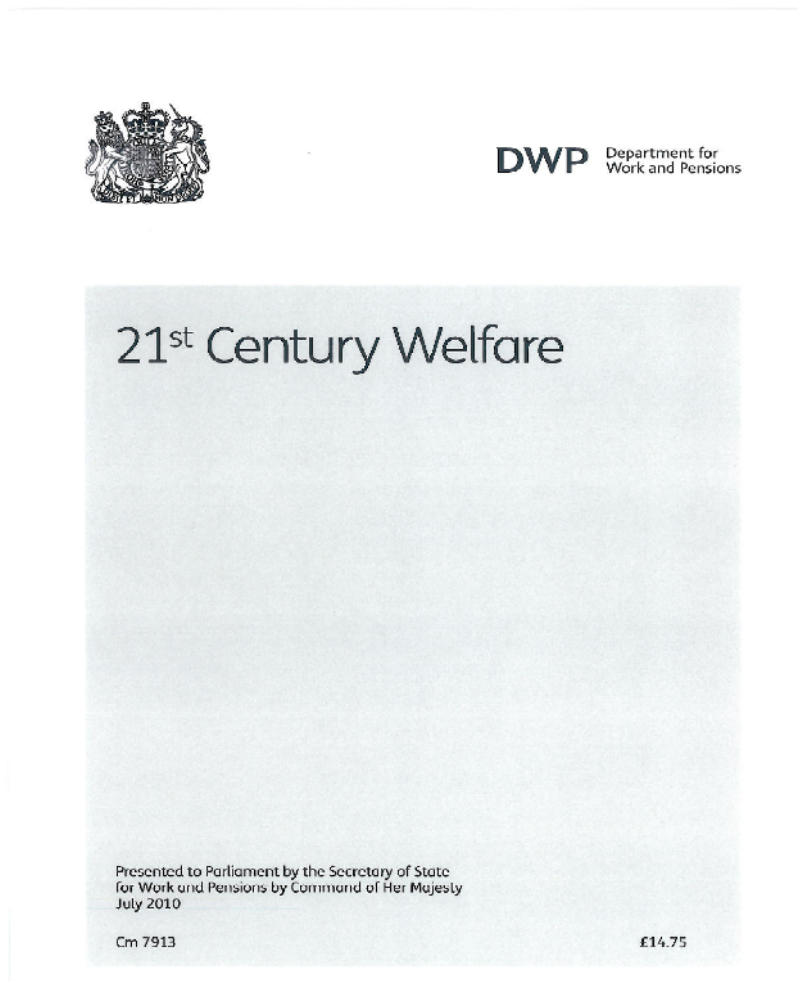 DWP Department for
Work and Pensions
21st Century Welfare
Presented to Parliament by the Secretary of State
for Work and Pensions by Command of Her Majesty
July 2010
Cm 7913 £14.75